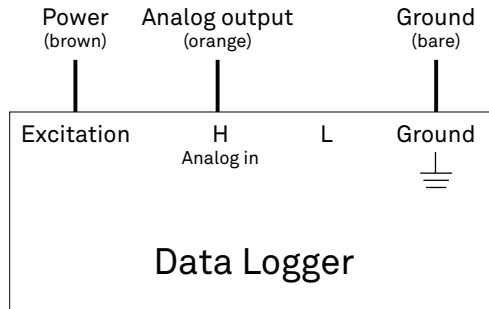 Power Analog output Ground
(brown) (orange) (bare)
Excitation H L Ground
Analog in
Data Logger